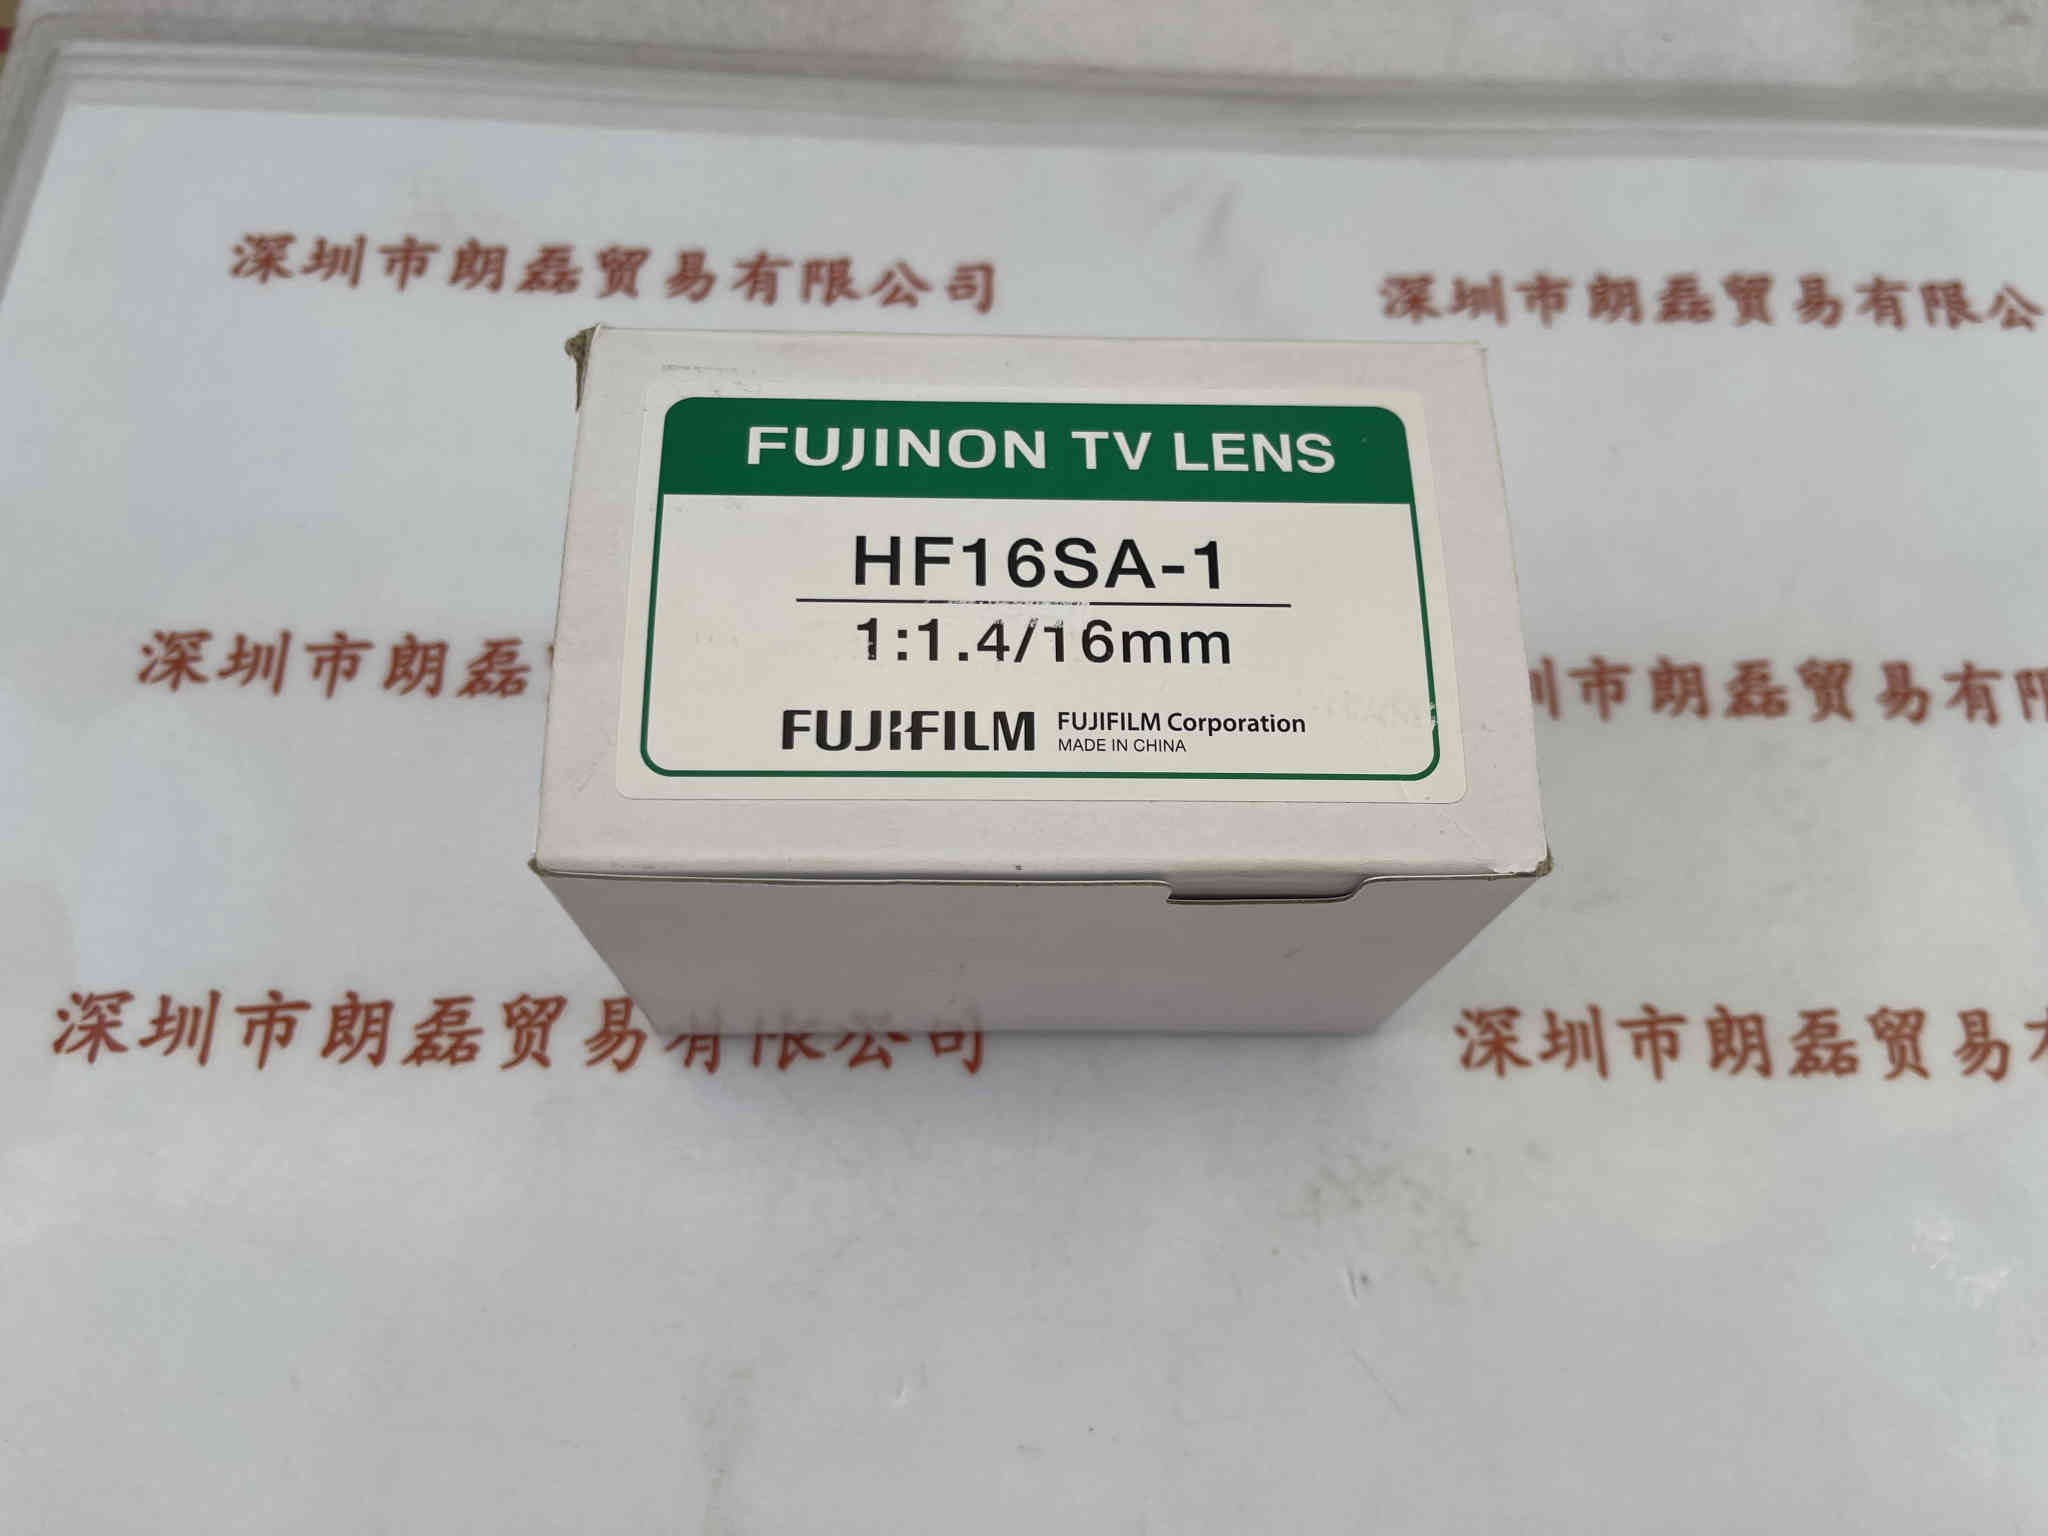 深圳市朗磊贸易有限公司
深圳市朗磊贸易有限公
FUJINON TV LENS
HF16SA-1
1:1.4/16mm
FUJIFILM FUJIFILM Corporation
MADE IN CHINA
深圳市朗磊
圳市朗磊贸易有限
深圳市朗磊贸易有限公司
深圳市朗磊贸易有